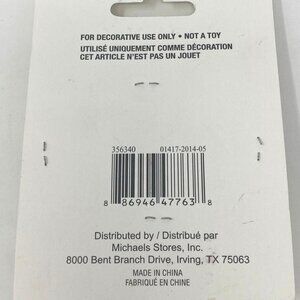 FOR DECORATIVE USE ONLY • NOT A TOY
UTILISÉ UNIQUEMENT COMME DÉCORATION
CET ARTICLE N'EST PAS UN JOUET
356340 01417-2014-05
8 86946 47763 8
Distributed by / Distribué par
Michaels Stores, Inc.
8000 Bent Branch Drive, Irving, TX 75063
MADE IN CHINA
FABRIQUÉ EN CHINE